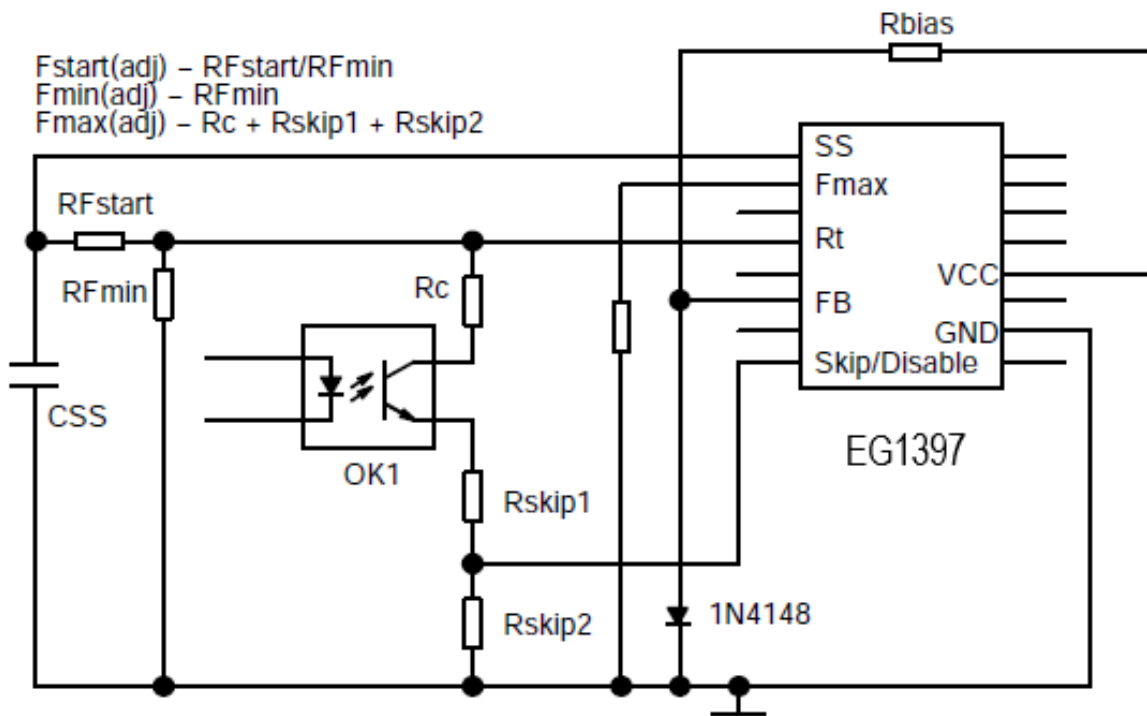 Rbias
Fstart(adj) – RFstart/RFmin
Fmin(adj) – RFmin
Fmax(adj) – Rc + Rskip1 + Rskip2
SS
Fmax
RFstart
Rt
RFmin
Rc
VCC
FB
GND
Skip/Disable
CSS
OK1
EG1397
Rskip1
Rskip2
1N4148